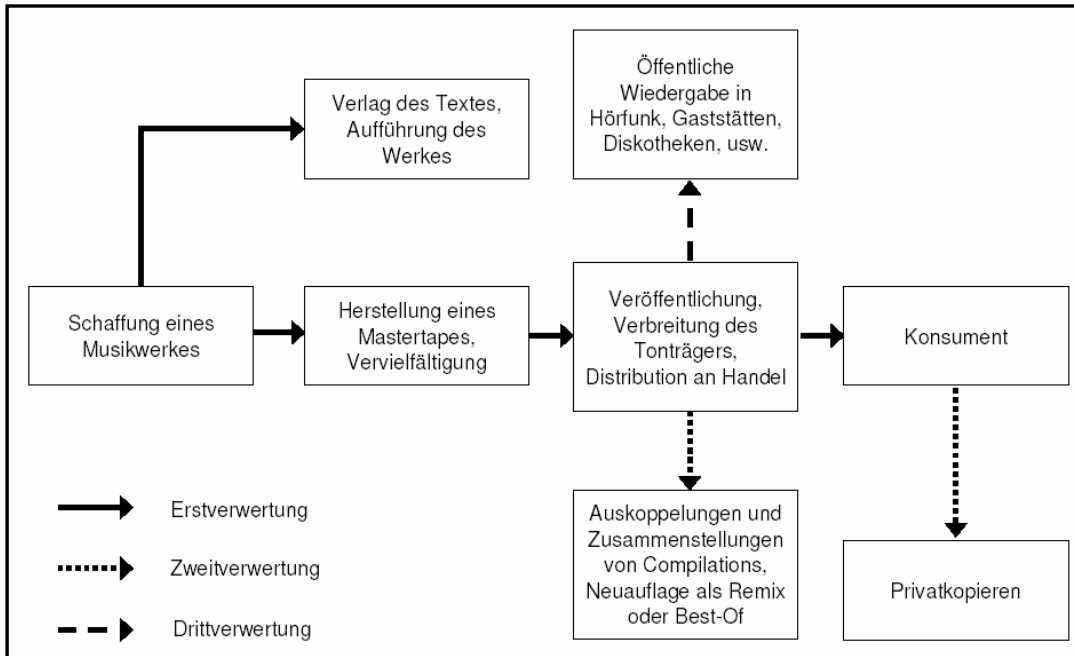 Öffentliche
Wiedergabe in
Hörfunk, Gaststätten,
Diskotheken, usw.
Verlag des Textes,
Aufführung des
Werkes
Schaffung eines
Musikwerkes
Herstellung eines
Mastertapes,
Vervielfältigung
Veröffentlichung,
Verbreitung des
Tonträgers,
Distribution an Handel
Konsument
Auskoppelungen und
Zusammenstellungen
von Compilations,
Neuauflage als Remix
oder Best-Of
Privatkopieren
Erstverwertung
Zweitverwertung
Drittverwertung